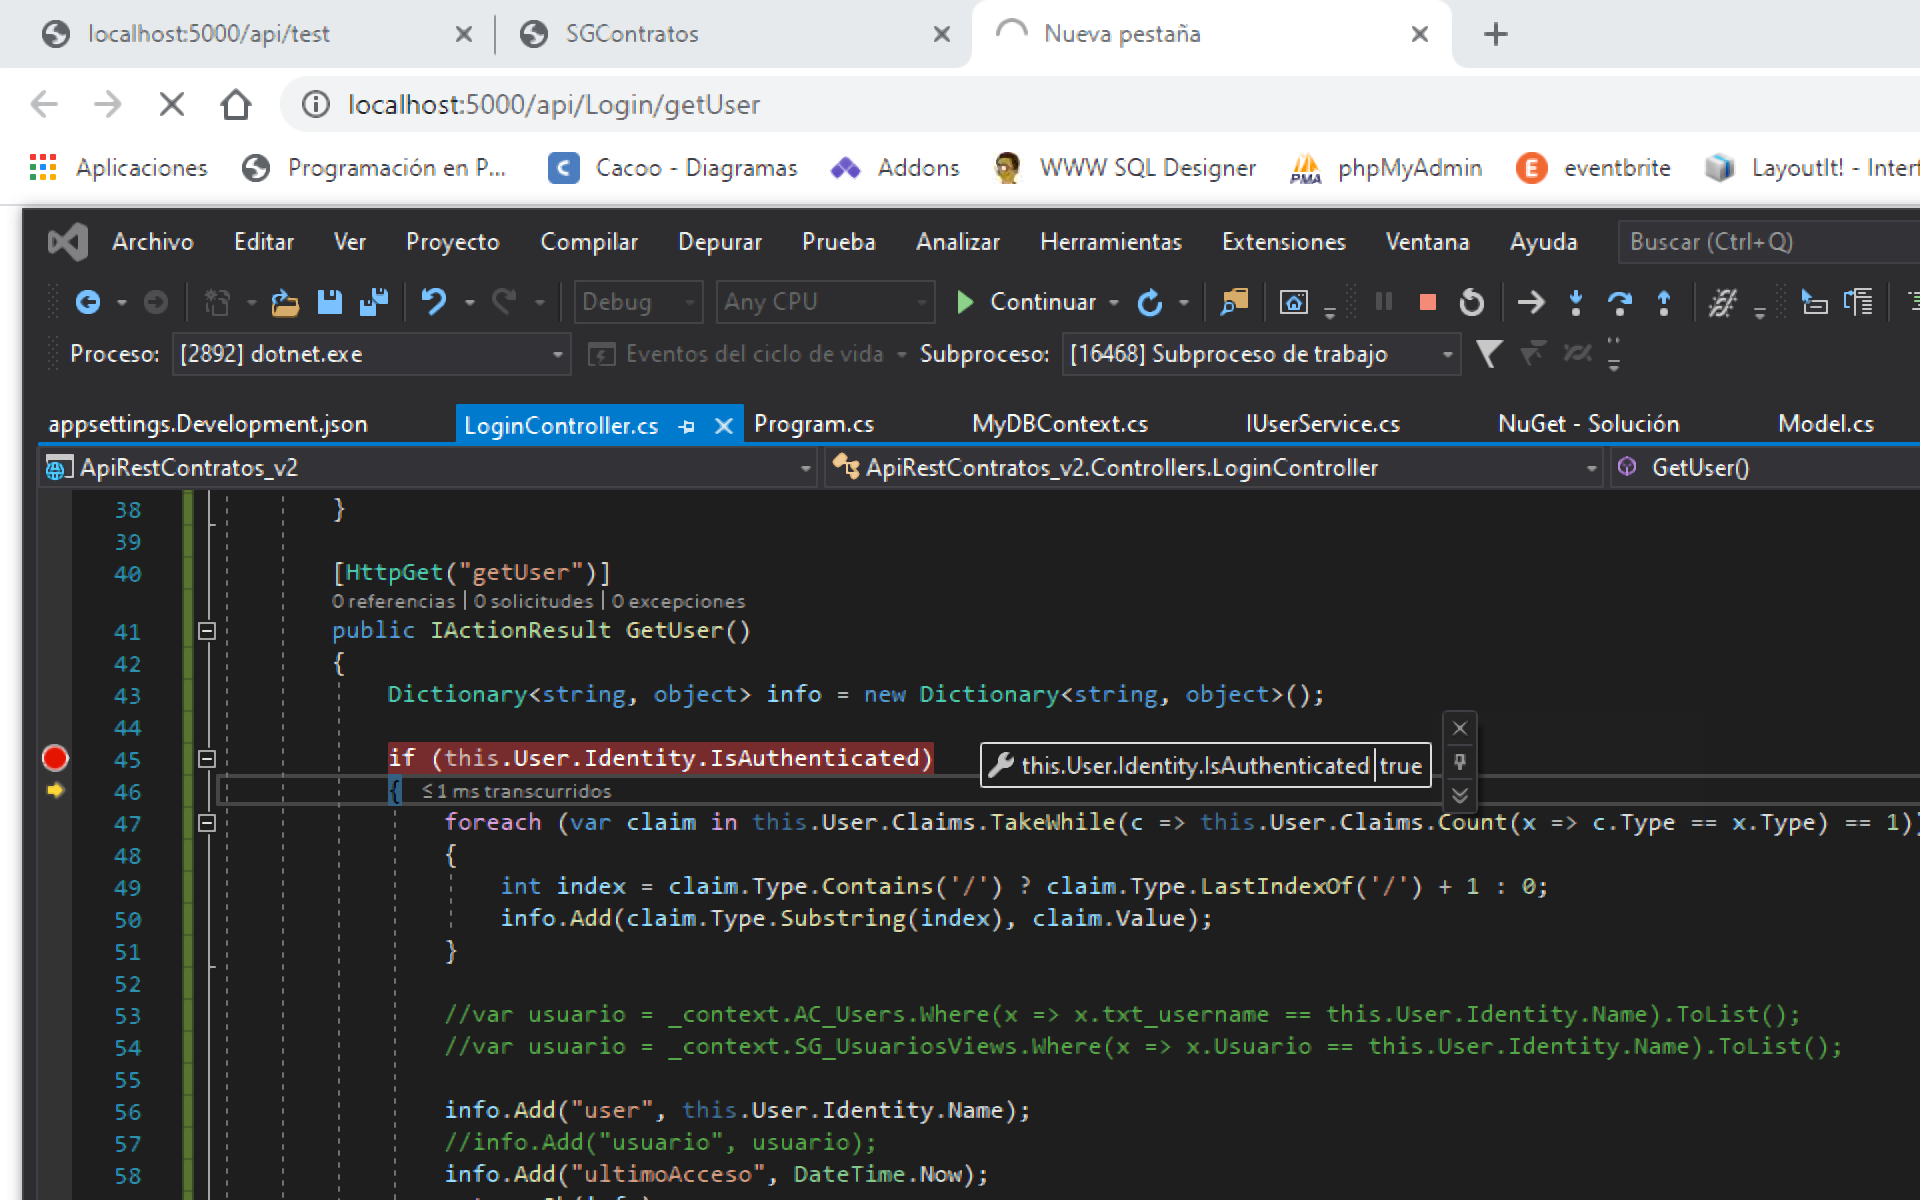 localhost:5000/api/test
SGContratos
Nueva pestaña
localhost:5000/api/Login/getUser
Aplicaciones
Programación en P...
Cacoo - Diagramas
Addons
WWW SQL Designer
phpMyAdmin
eventbrite
LayoutIt! - Interf
Archivo Editar Ver Proyecto Compilar Depurar Prueba Analizar Herramientas Extensiones Ventana Ayuda Buscar (Ctrl+Q)
Debug Any CPU Continuar
Proceso: [2892] dotnet.exe Eventos del ciclo de vida Subproceso: [16468] Subproceso de trabajo
appsettings.Development.json LoginController.cs Program.cs MyDBContext.cs IUserService.cs NuGet - Solución Model.cs
ApiRestContratos_v2 ApiRestContratos_v2.Controllers.LoginController GetUser()
38 }
39
40 [HttpGet("getUser")]
0 referencias | 0 solicitudes | 0 excepciones
41 public IActionResult GetUser()
42 {
43 Dictionary<string, object> info = new Dictionary<string, object>();
44
45 if (this.User.Identity.IsAuthenticated)
this.User.Identity.IsAuthenticated true
46 { ≤ 1 ms transcurridos
47 foreach (var claim in this.User.Claims.TakeWhile(c => this.User.Claims.Count(x => c.Type == x.Type) == 1))
48 {
49 int index = claim.Type.Contains('/') ? claim.Type.LastIndexOf('/') + 1 : 0;
50 info.Add(claim.Type.Substring(index), claim.Value);
51 }
52
53 //var usuario = _context.AC_Users.Where(x => x.txt_username == this.User.Identity.Name).ToList();
54 //var usuario = _context.SG_UsuariosViews.Where(x => x.Usuario == this.User.Identity.Name).ToList();
55
56 info.Add("user", this.User.Identity.Name);
57 //info.Add("usuario", usuario);
58 info.Add("ultimoAcceso", DateTime.Now);